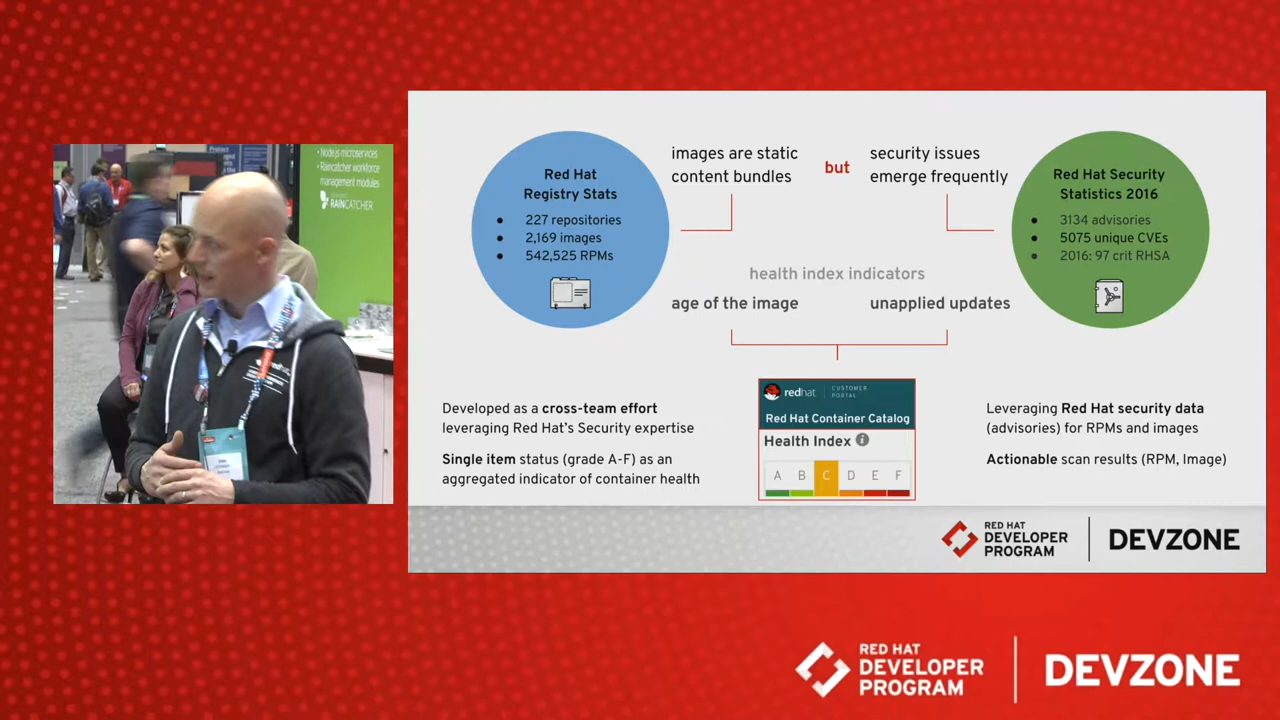 Node.js microservices
Raincatcher workforce
management modules
RAINCATCHER
redhat
Red Hat
Registry Stats
227 repositories
2,169 images
542,525 RPMs
images are static
content bundles
but
security issues
emerge frequently
Red Hat Security
Statistics 2016
3134 advisories
5075 unique CVEs
2016: 97 crit RHSA
health index indicators
age of the image
unapplied updates
Developed as a cross-team effort
leveraging Red Hat's Security expertise
Single item status (grade A-F) as an
aggregated indicator of container health
redhat
CUSTOMER
PORTAL
Red Hat Container Catalog
Health Index i
A B C D E F
Leveraging Red Hat security data
(advisories) for RPMs and images
Actionable scan results (RPM, Image)
RED HAT
DEVELOPER
PROGRAM
DEVZONE
RED HAT
DEVELOPER
PROGRAM
DEVZONE